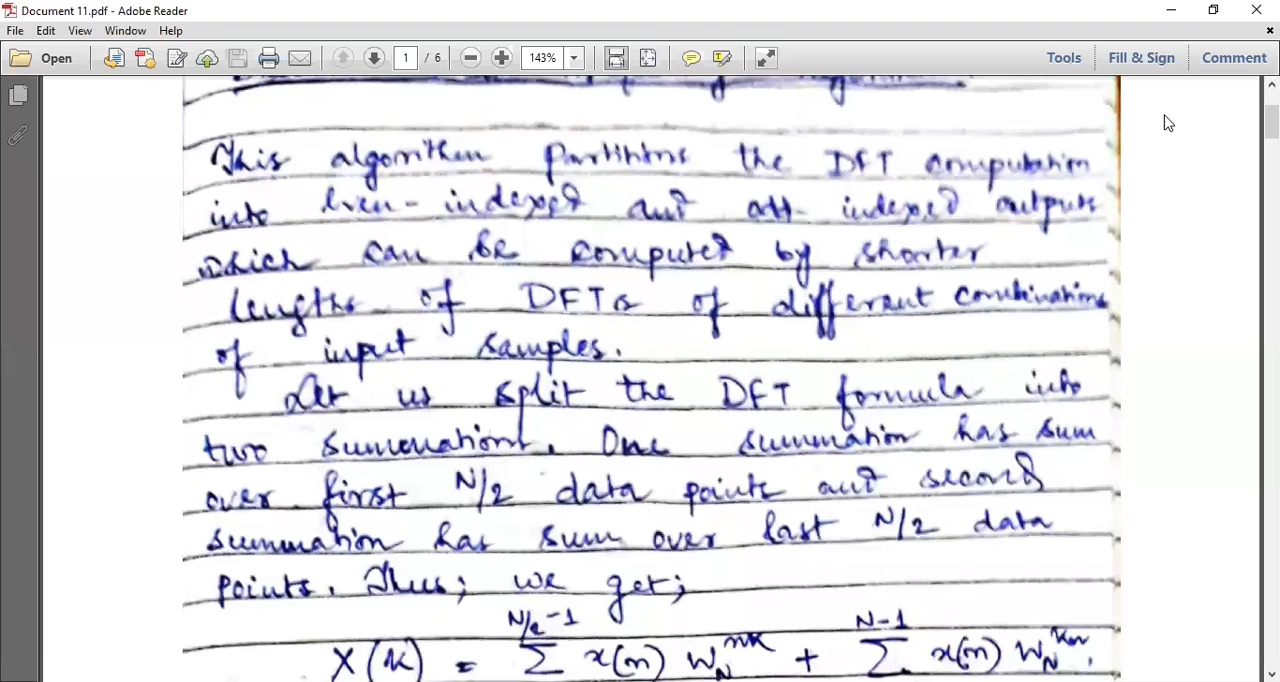 Document 11.pdf - Adobe Reader
File Edit View Window Help
Open 1 / 6 143% Tools Fill & Sign Comment
This algorithm partitions the DFT computation
into even-indexed and odd-indexed outputs
which can be computed by shorter
lengths of DFTs of different combinations
of input samples.
Let us split the DFT formula into
two summations. One summation has sum
over first N/2 data points and second
summation has sum over last N/2 data
points. Thus; we get;
X(k) = Σ_{}^{N/2-1} x(n) W_N^{nk} + Σ^{N-1} x(n) W_N^{kn}.